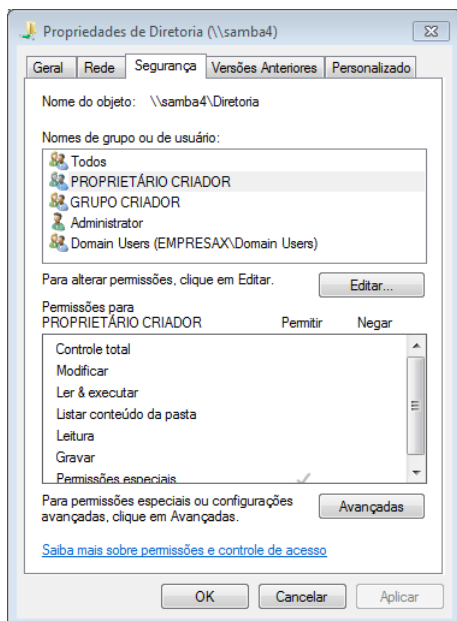 Propriedades de Diretoria (\\samba4)
Geral Rede Segurança Versões Anteriores Personalizado
Nome do objeto: \\samba4\Diretoria
Nomes de grupo ou de usuário:
Todos
PROPRIETÁRIO CRIADOR
GRUPO CRIADOR
Administrator
Domain Users (EMPRESAX\Domain Users)
Para alterar permissões, clique em Editar.
Editar...
Permissões para
PROPRIETÁRIO CRIADOR Permitir Negar
Controle total
Modificar
Ler & executar
Listar conteúdo da pasta
Leitura
Gravar
Permissões especiais
Para permissões especiais ou configurações
avançadas, clique em Avançadas.
Avançadas
Saiba mais sobre permissões e controle de acesso
OK Cancelar Aplicar